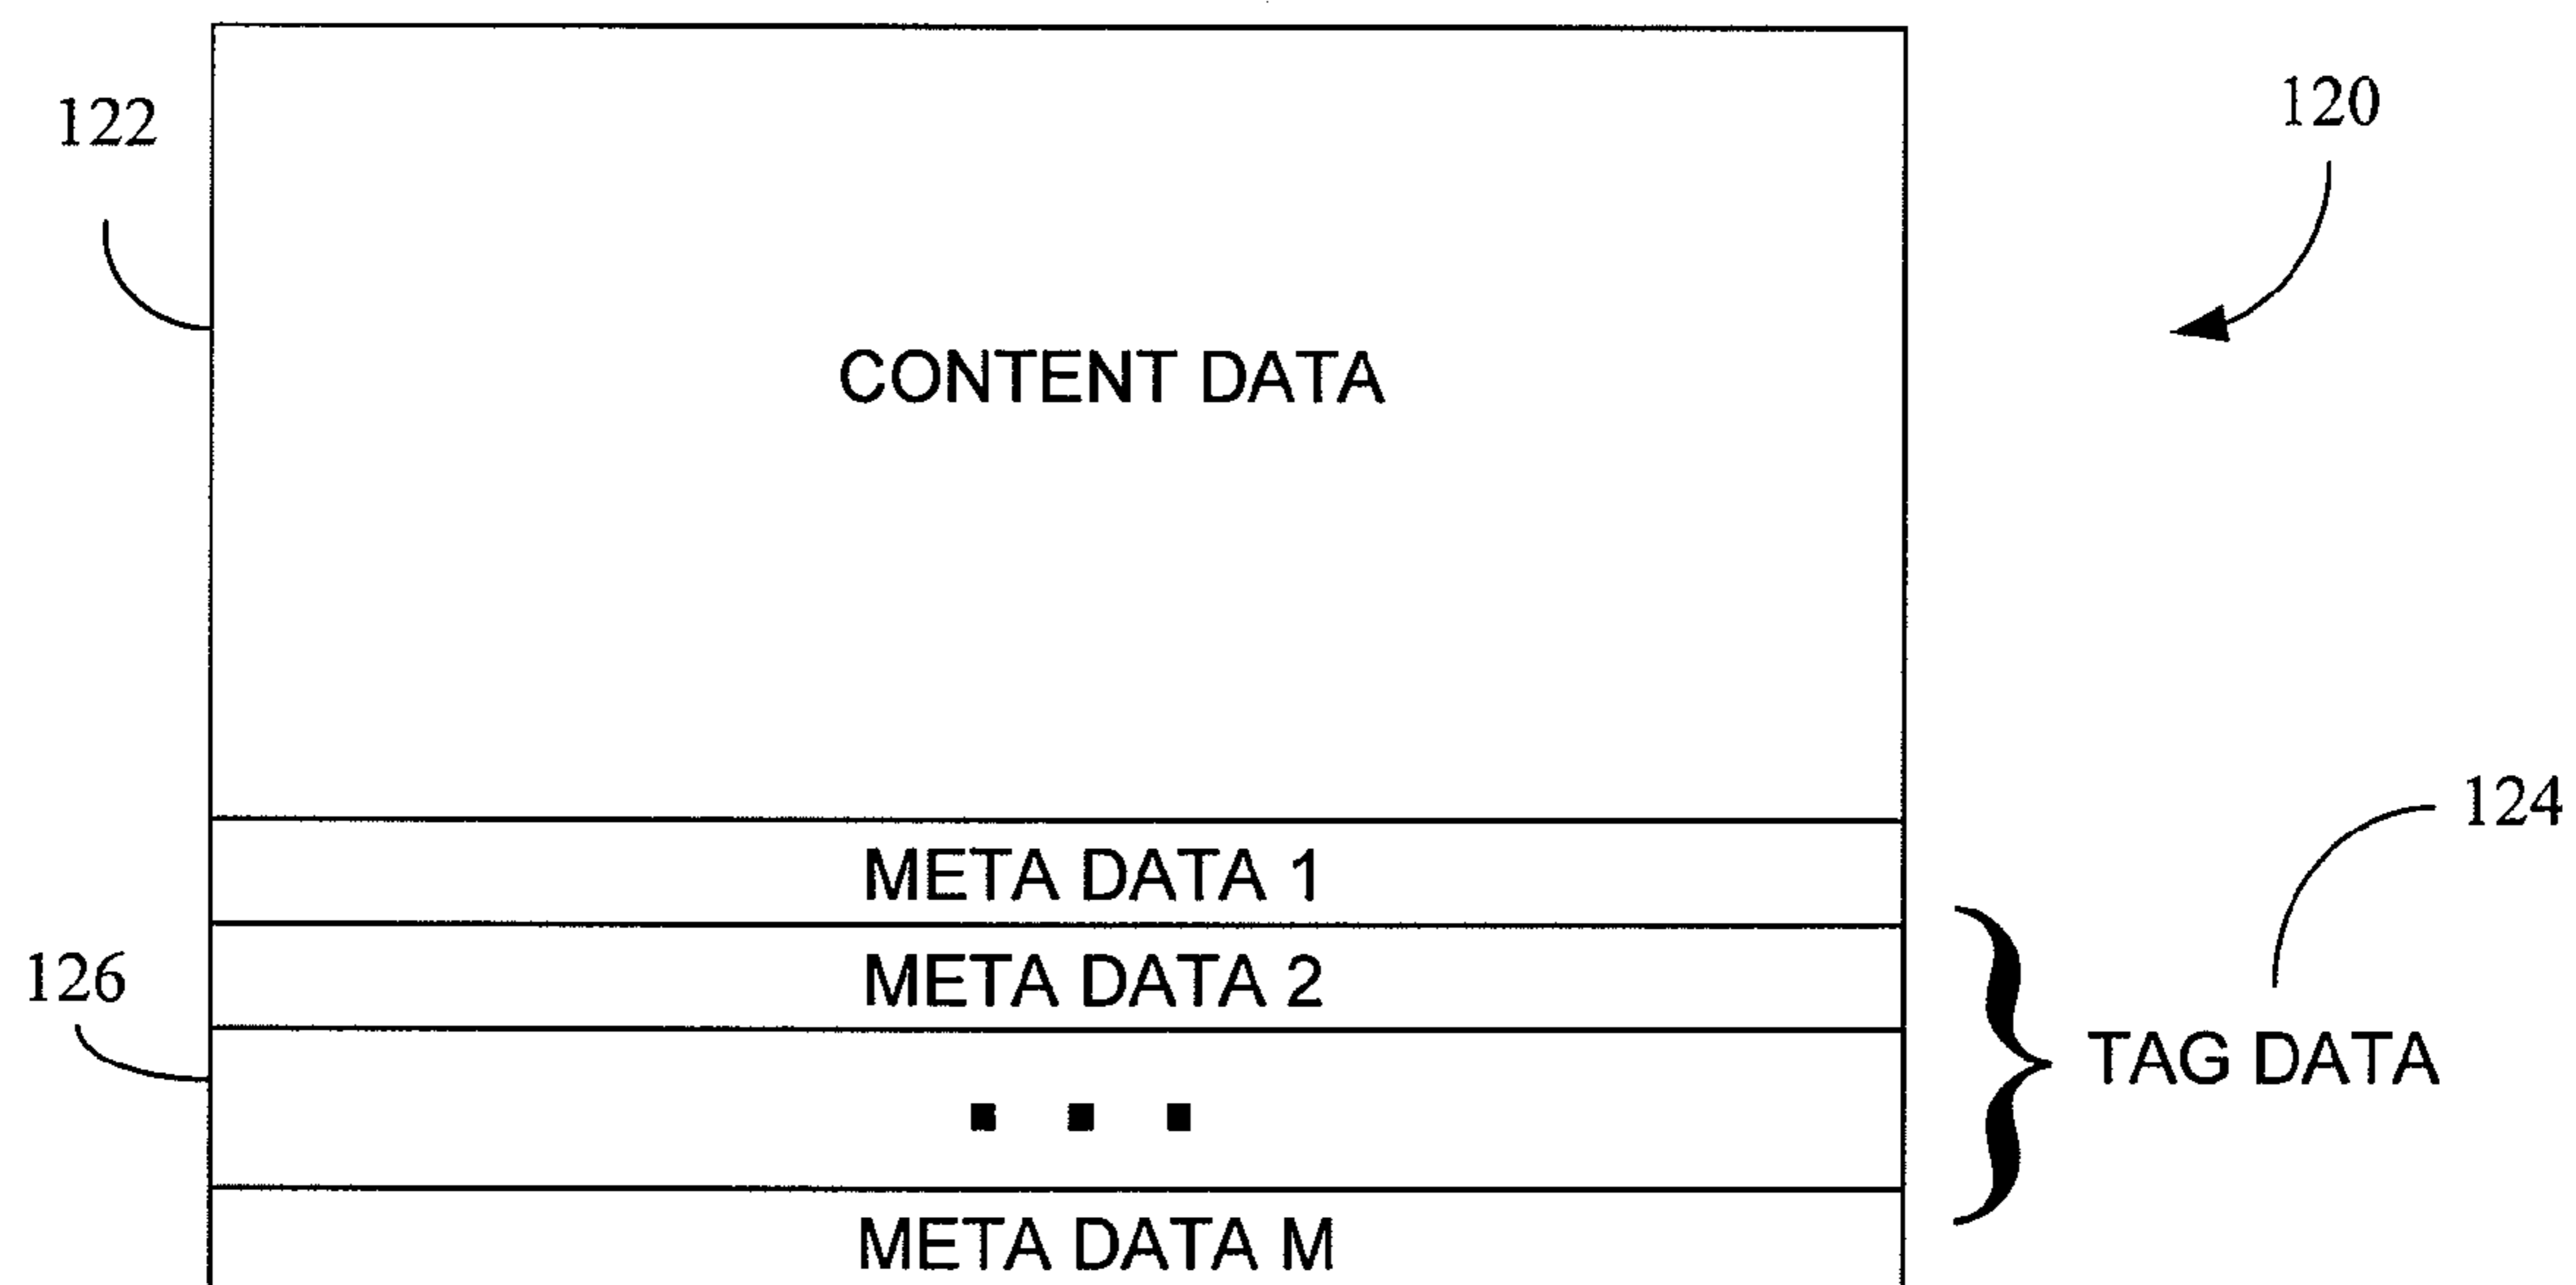 122
120
CONTENT DATA
124
META DATA 1
126
META DATA 2
TAG DATA
▪ ▪ ▪
META DATA M